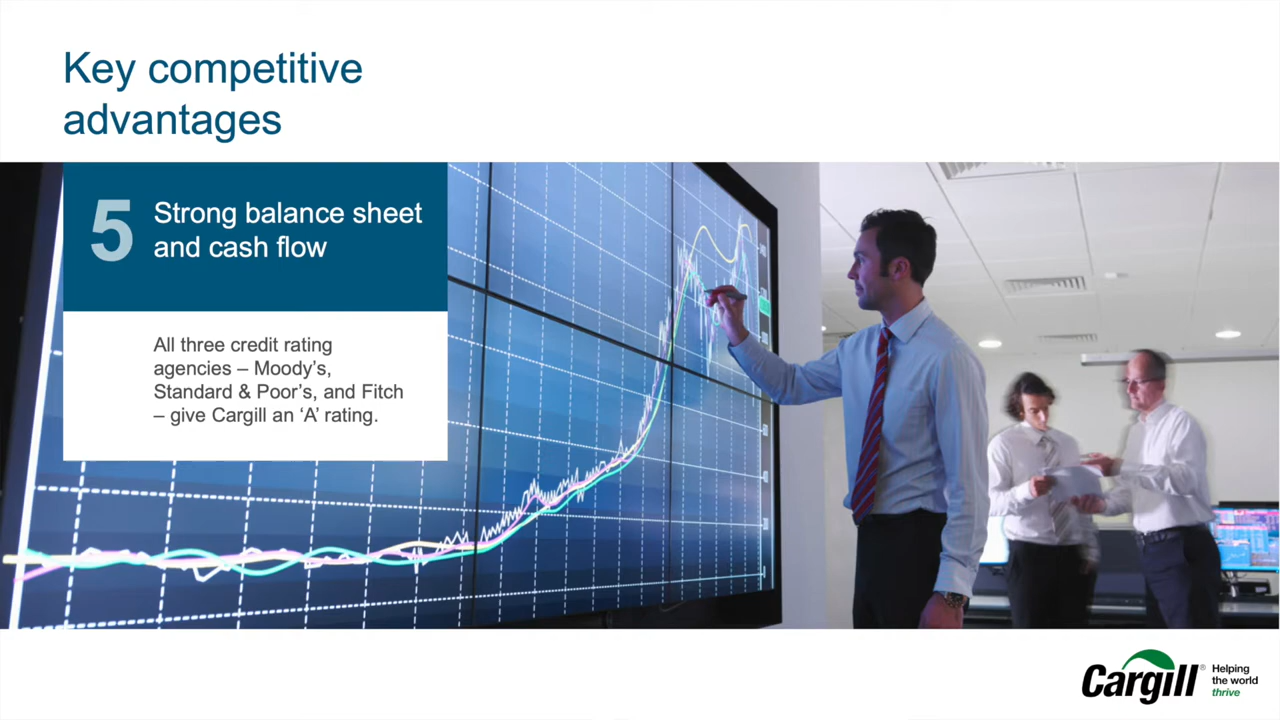 Key competitive
advantages
5
Strong balance sheet
and cash flow
All three credit rating
agencies – Moody’s,
Standard & Poor’s, and Fitch
– give Cargill an ‘A’ rating.
Cargill®
Helping
the world
thrive